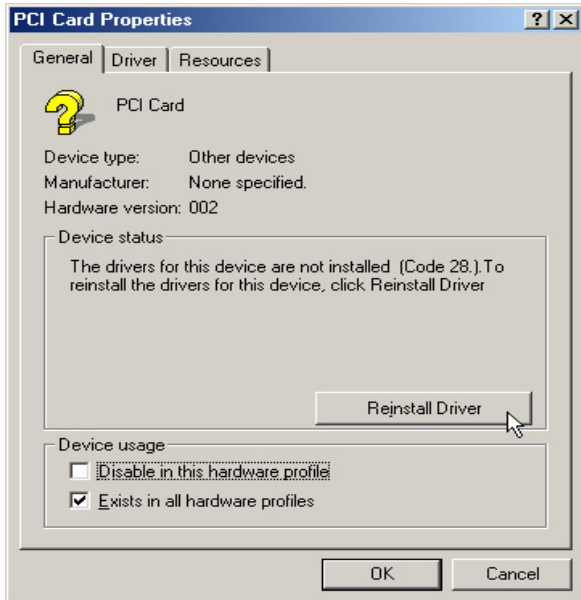 PCI Card Properties
General Driver Resources
PCI Card
Device type: Other devices
Manufacturer: None specified.
Hardware version: 002
Device status
The drivers for this device are not installed (Code 28.).To
reinstall the drivers for this device, click Reinstall Driver
Reinstall Driver
Device usage
Disable in this hardware profile
Exists in all hardware profiles
OK Cancel